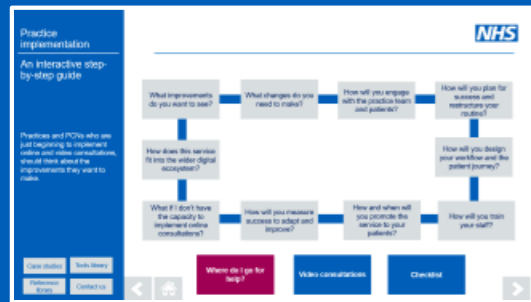 Practice
implementation
An interactive step-
by-step guide
Practices and PCNs who are
just beginning to implement
online and video consultations,
should think about the
improvements they want to
make.
Case studies
Tools library
Reference
library
Contact us
NHS
What improvements
do you want to see?
What changes do you
need to make?
How will you engage
with the practice team
and patients?
How will you plan for
success and
restructure your
routine?
How does this service
fit into the wider digital
ecosystem?
How will you design
your workflow and the
patient journey?
What if I don't have
the capacity to
implement online
consultations?
How will you measure
success to adapt and
improve?
How and when will
you promote the
service to your
patients?
How will you train
your staff?
Where do I go for
help?
Video consultations
Checklist